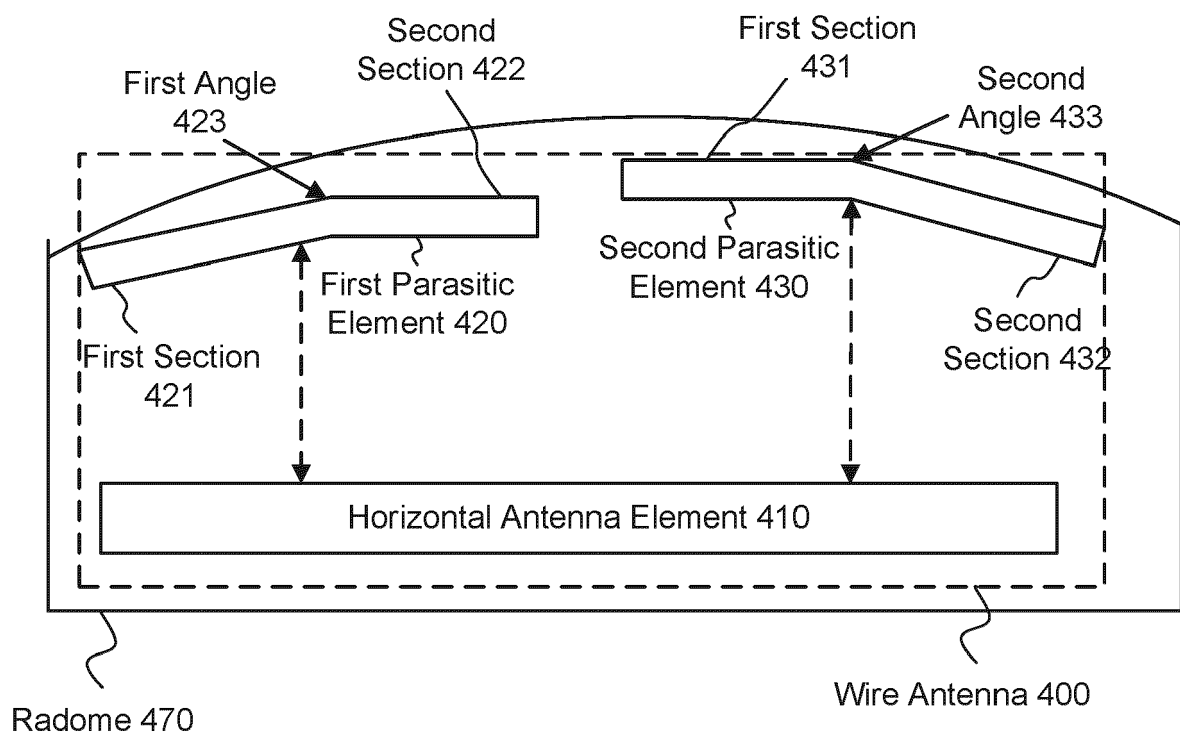 Second
Section 422
First Section
431
First Angle
423
Second
Angle 433
First Parasitic
Element 420
Second Parasitic
Element 430
First Section
421
Second
Section 432
Horizontal Antenna Element 410
Wire Antenna 400
Radome 470